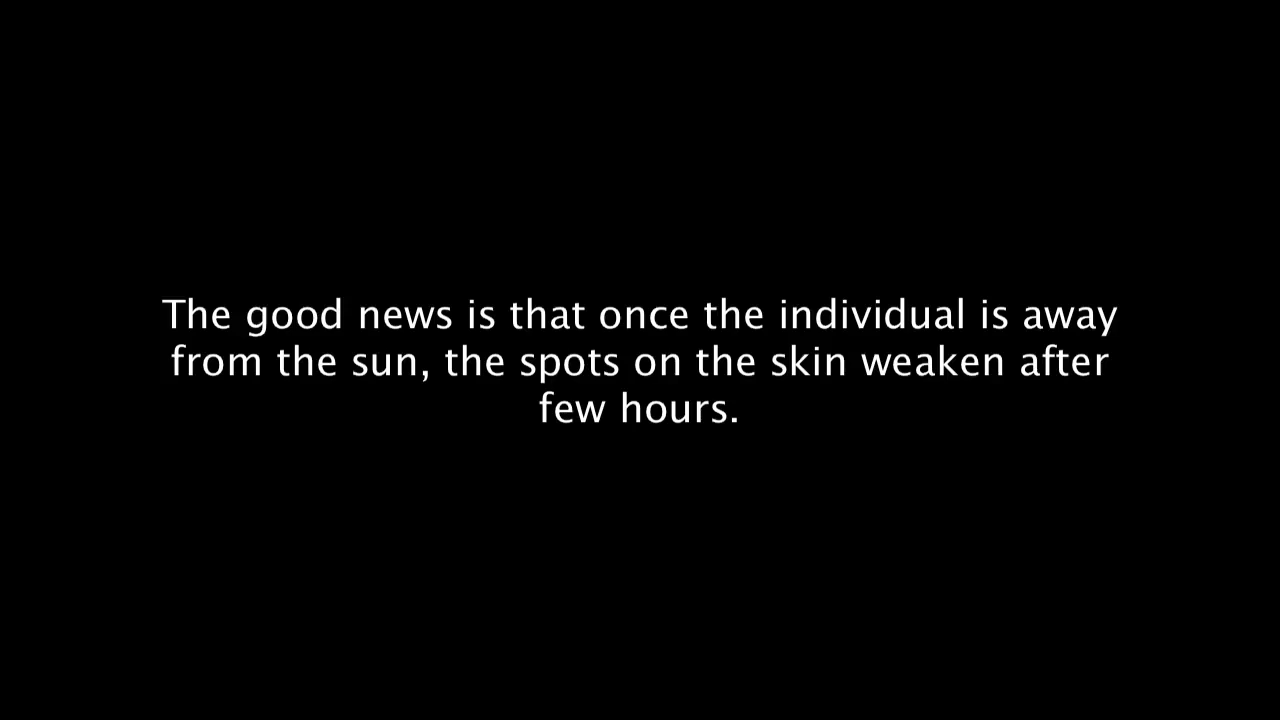 The good news is that once the individual is away
from the sun, the spots on the skin weaken after
few hours.